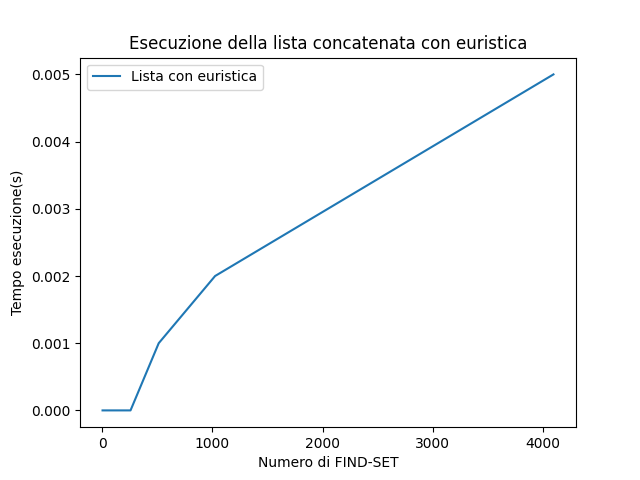 Esecuzione della lista concatenata con euristica
Lista con euristica
0.005
0.004
0.003
0.002
0.001
0.000
Tempo esecuzione(s)
0 1000 2000 3000 4000
Numero di FIND-SET